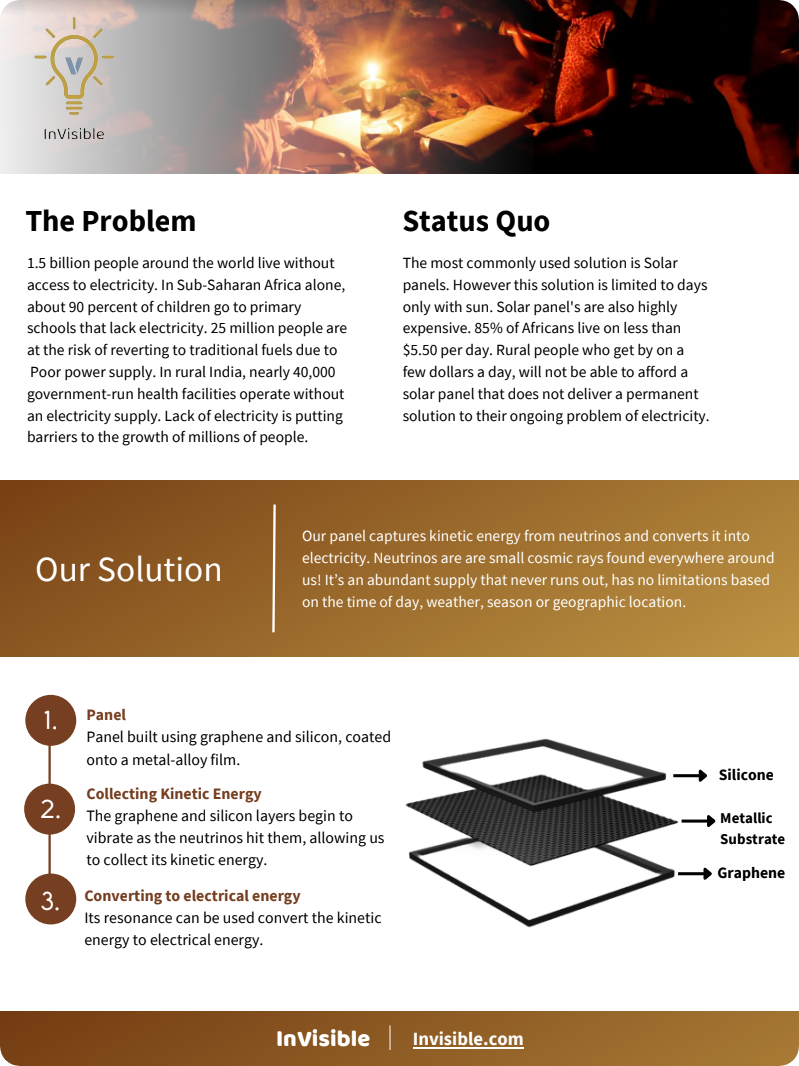 InVisible
The Problem
1.5 billion people around the world live without
access to electricity. In Sub-Saharan Africa alone,
about 90 percent of children go to primary
schools that lack electricity. 25 million people are
at the risk of reverting to traditional fuels due to
Poor power supply. In rural India, nearly 40,000
government-run health facilities operate without
an electricity supply. Lack of electricity is putting
barriers to the growth of millions of people.
Status Quo
The most commonly used solution is Solar
panels. However this solution is limited to days
only with sun. Solar panel's are also highly
expensive. 85% of Africans live on less than
$5.50 per day. Rural people who get by on a
few dollars a day, will not be able to afford a
solar panel that does not deliver a permanent
solution to their ongoing problem of electricity.
Our Solution
Our panel captures kinetic energy from neutrinos and converts it into
electricity. Neutrinos are are small cosmic rays found everywhere around
us! It's an abundant supply that never runs out, has no limitations based
on the time of day, weather, season or geographic location.
1.
Panel
Panel built using graphene and silicon, coated
onto a metal-alloy film.
2.
Collecting Kinetic Energy
The graphene and silicon layers begin to
vibrate as the neutrinos hit them, allowing us
to collect its kinetic energy.
3.
Converting to electrical energy
Its resonance can be used convert the kinetic
energy to electrical energy.
Silicone
Metallic
Substrate
Graphene
InVisible
Invisible.com